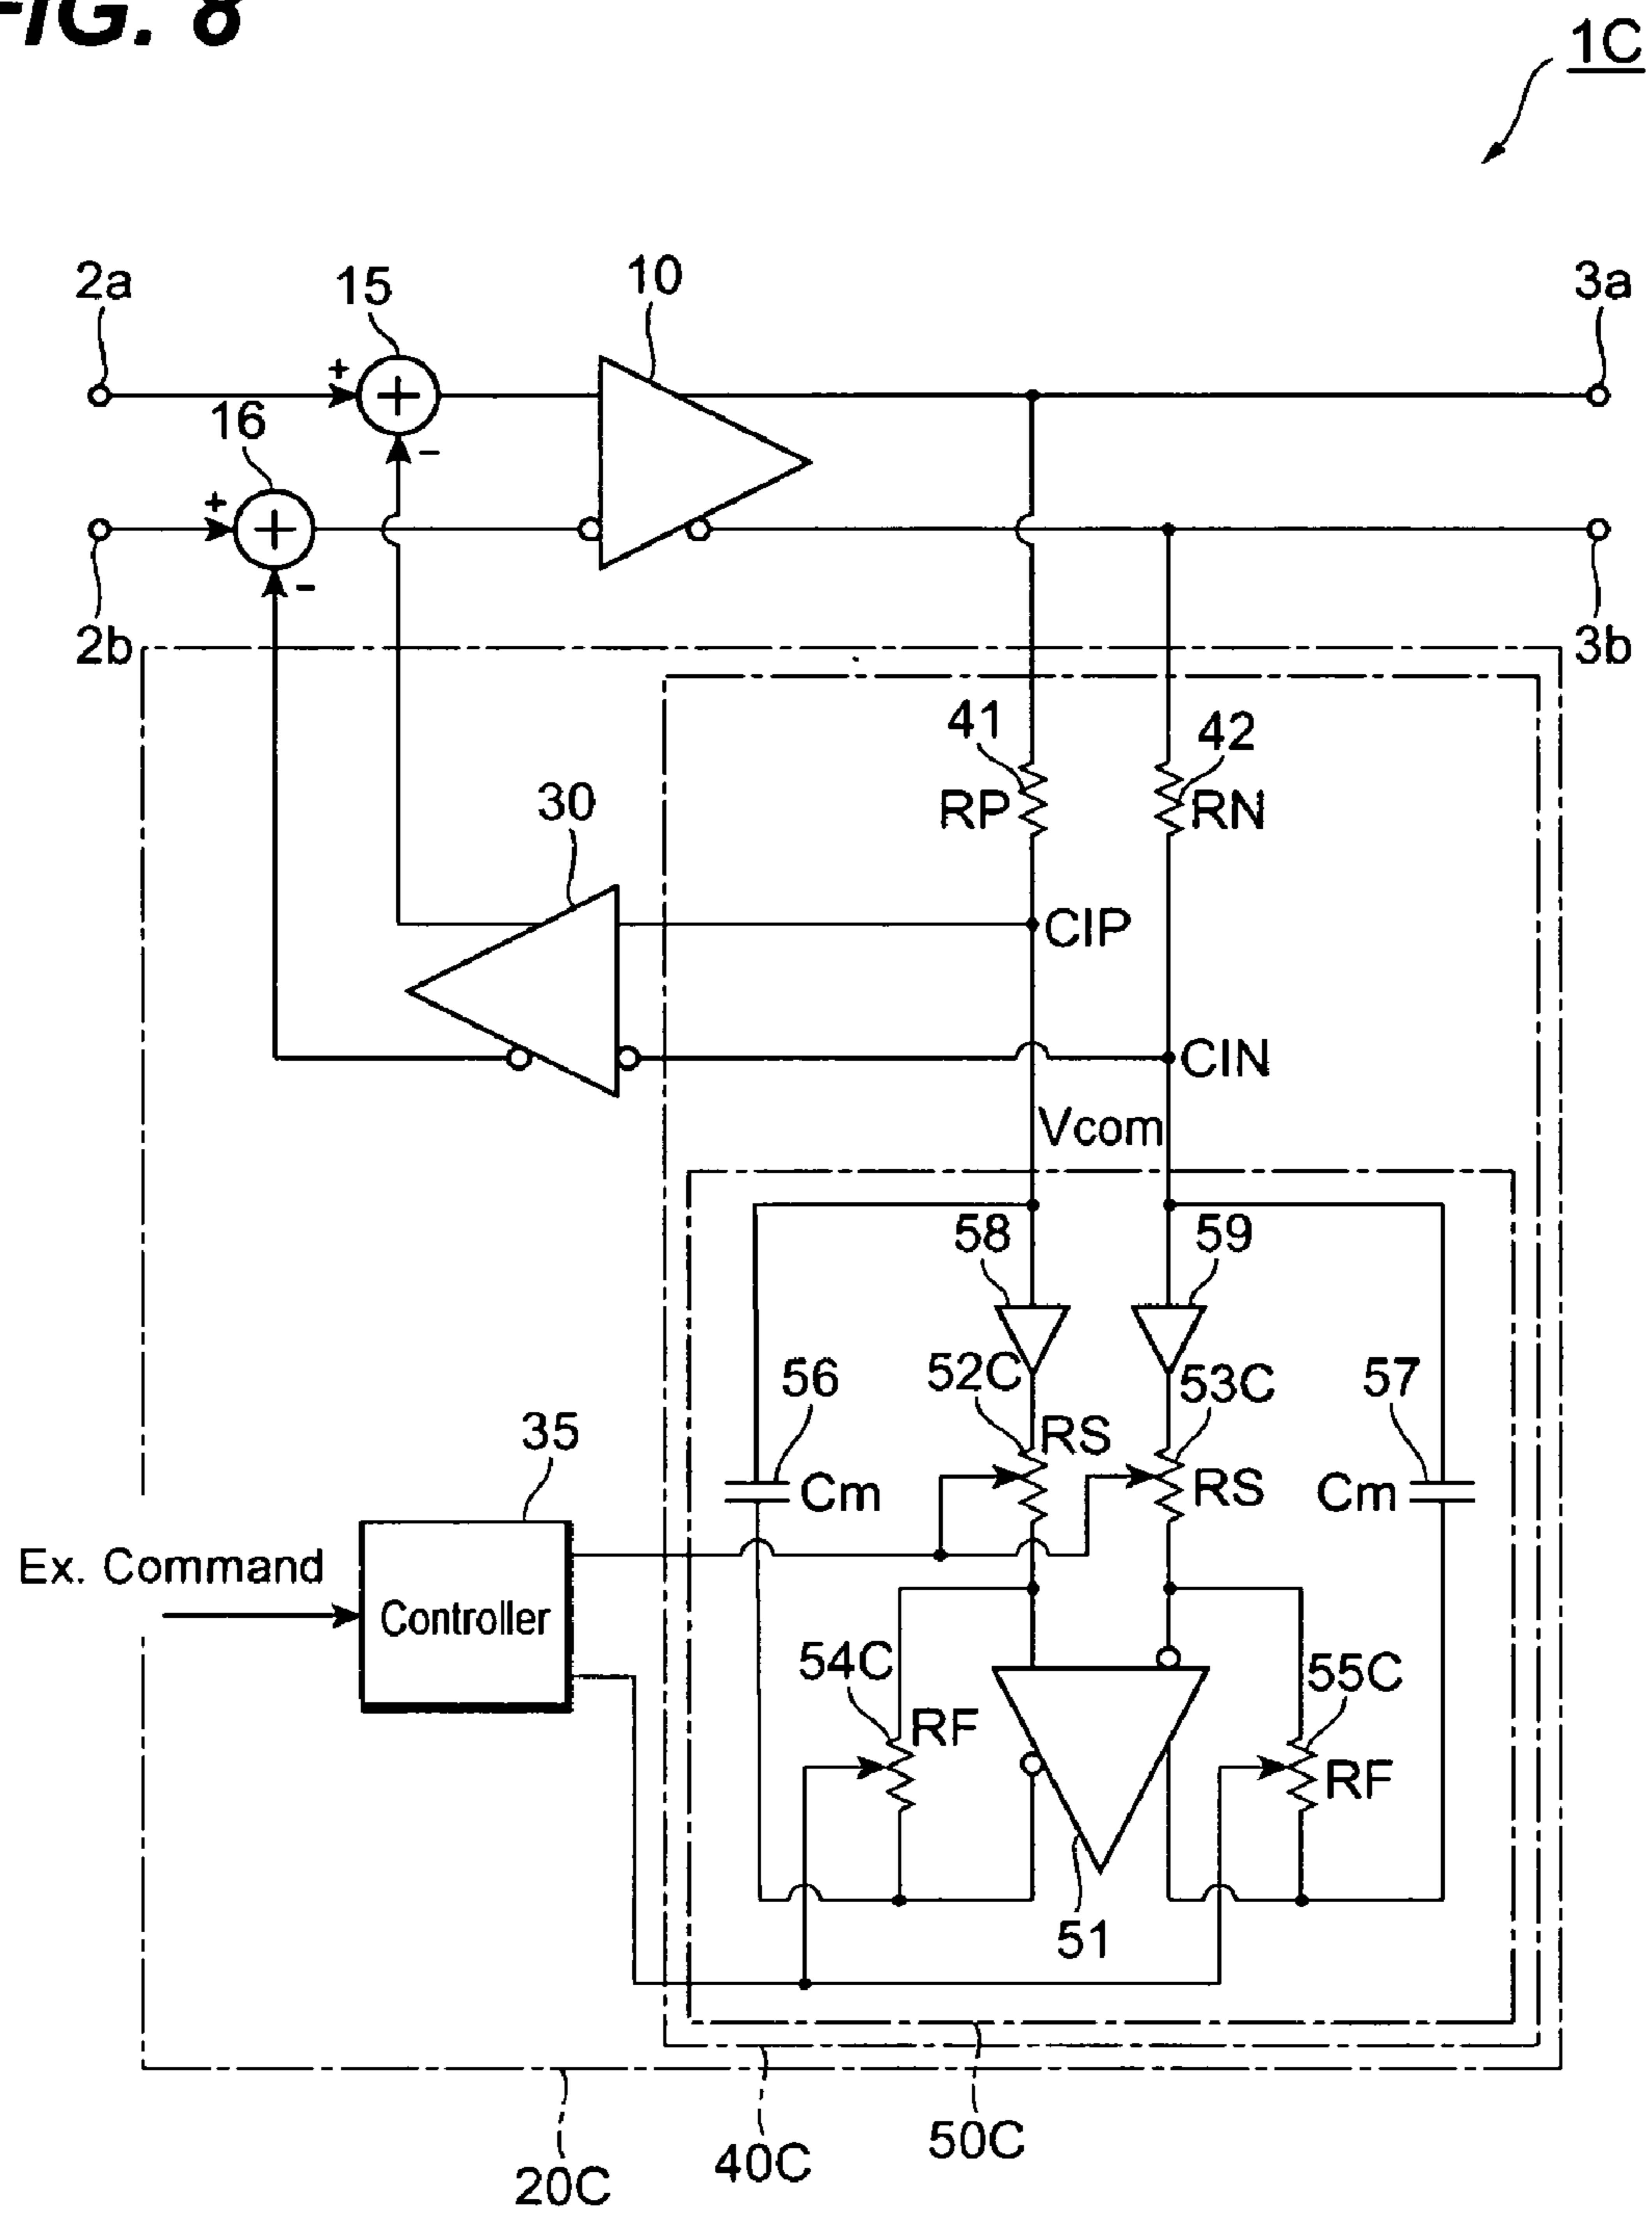 FIG. 8
1C
2a
15
10
3a
+
16
+
-
+
+
-
2b
3b
41
42
30
RP
RN
CIP
CIN
Vcom
58
59
52C
53C
56
57
35
RS
RS
Cm
Cm
Ex. Command
Controller
54C
55C
RF
RF
51
50C
40C
20C